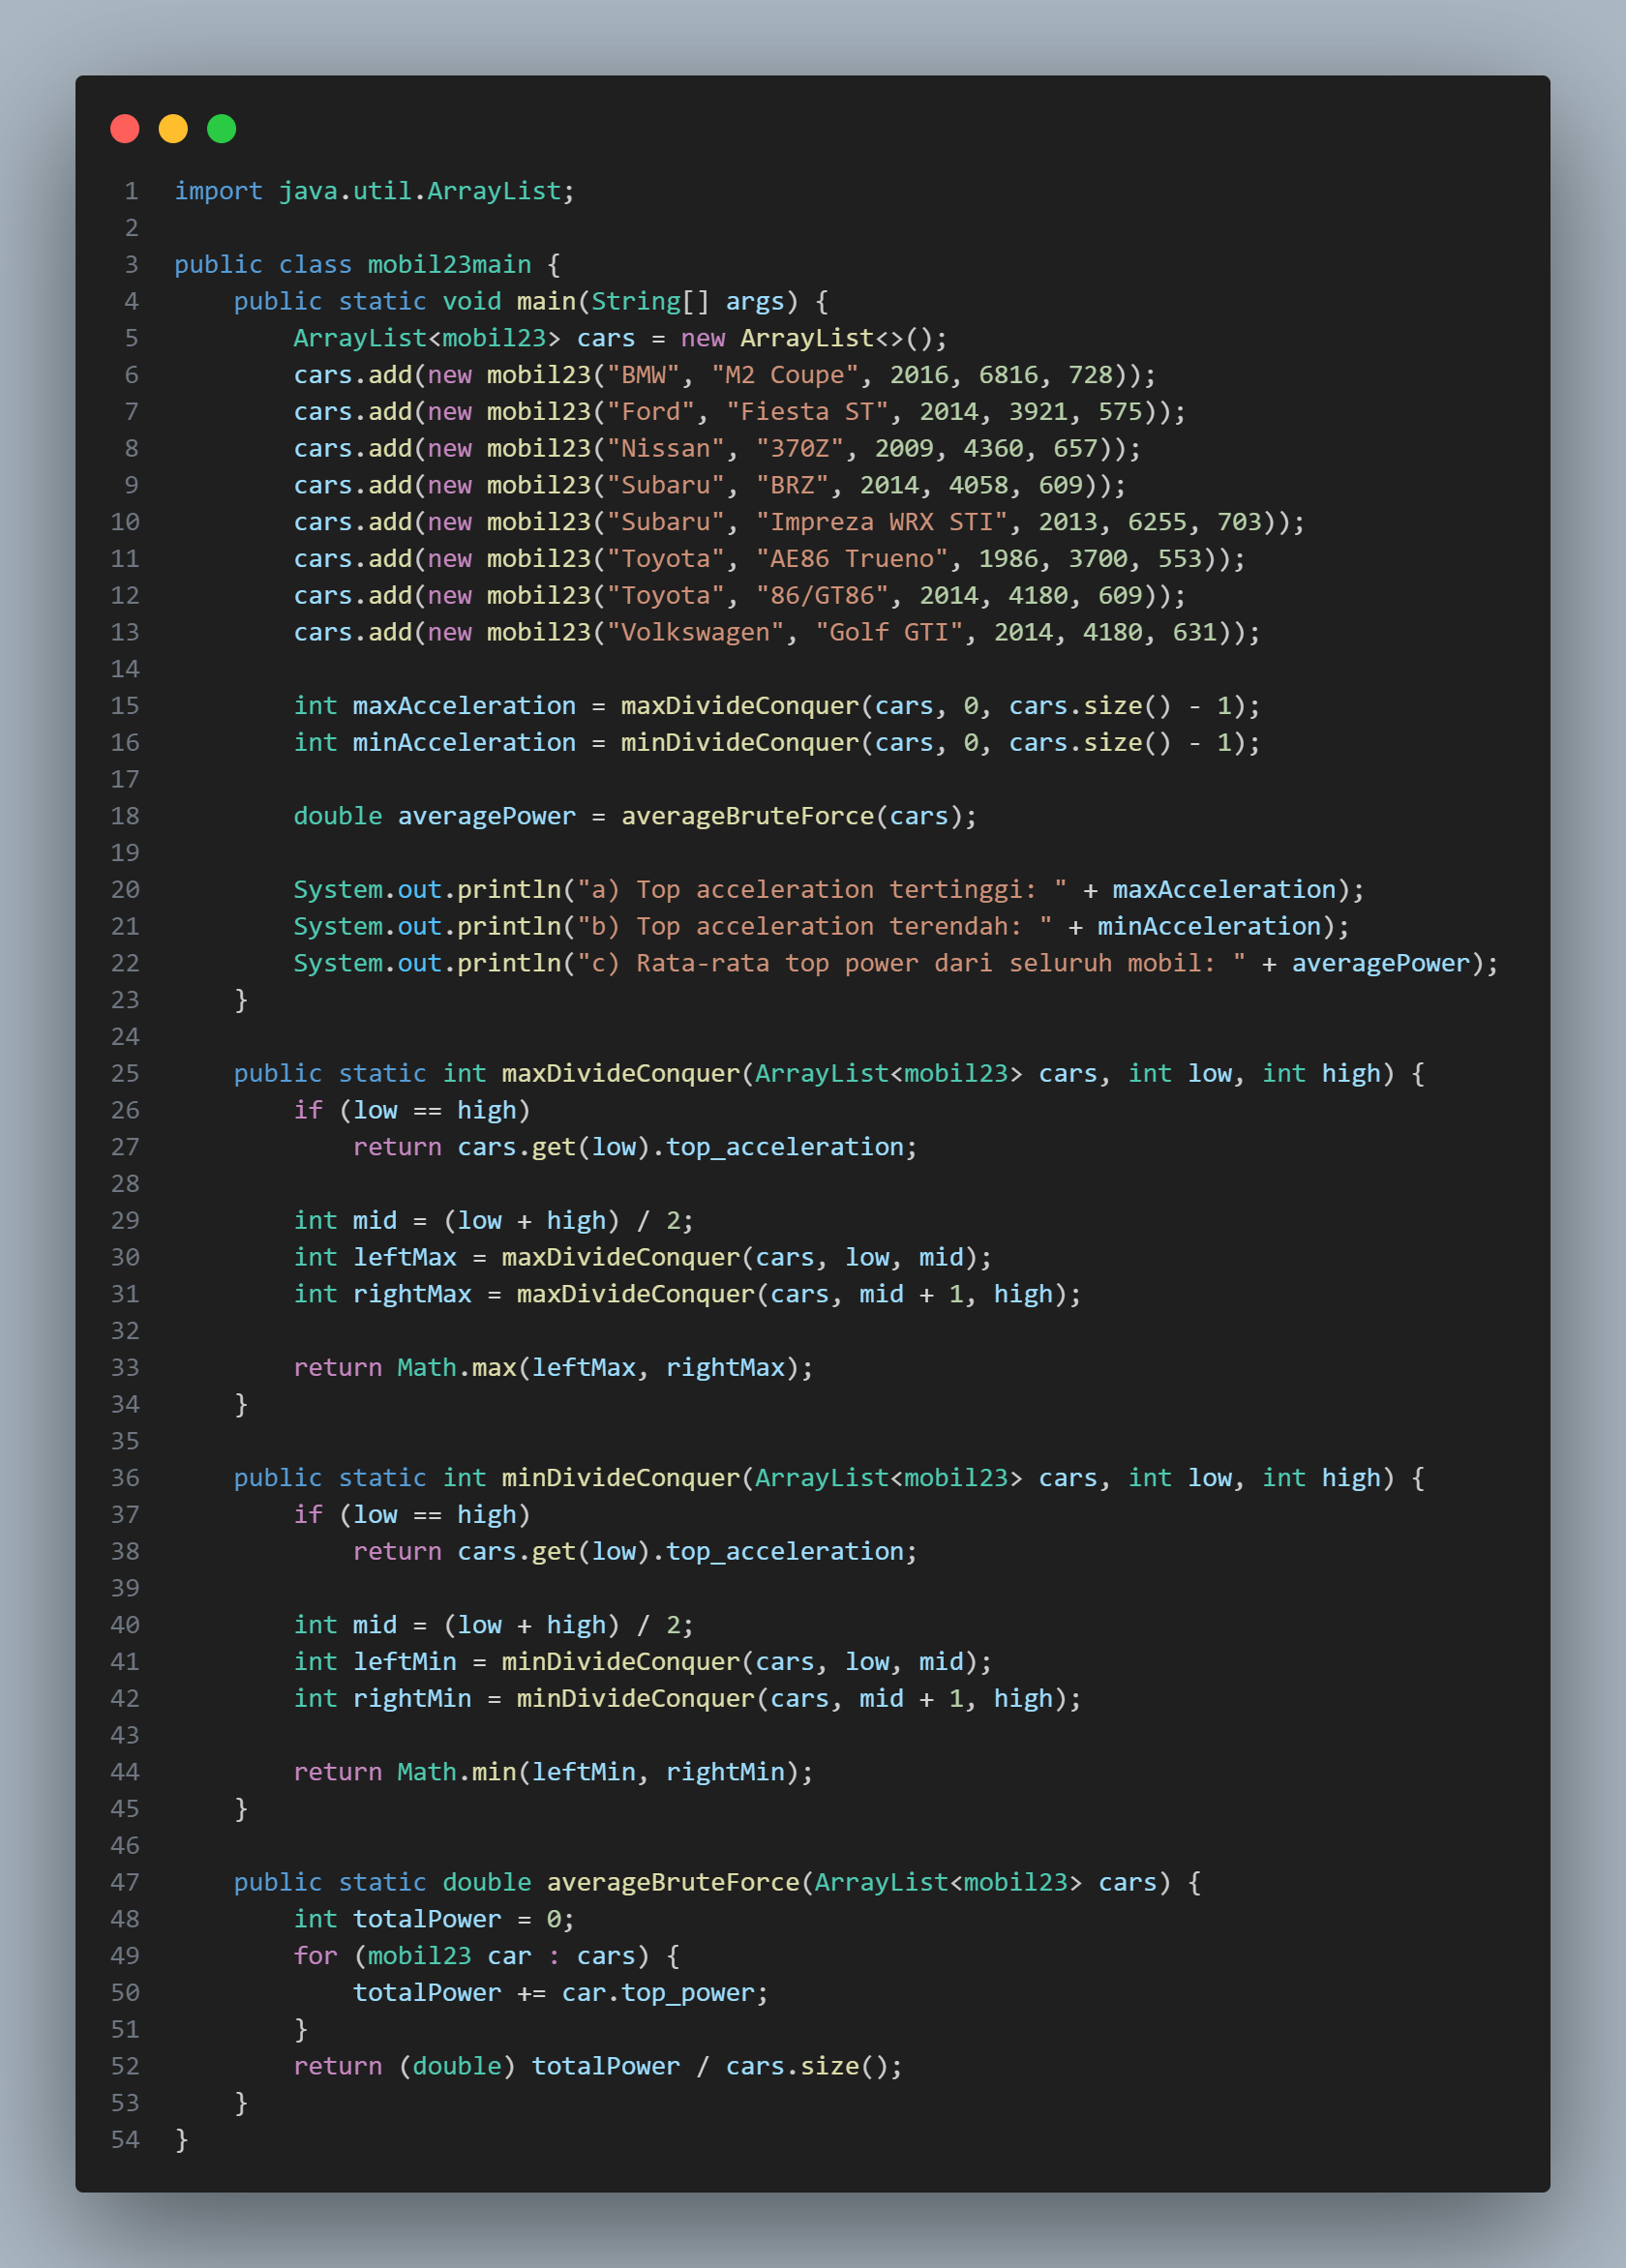 1 import java.util.ArrayList;
2
3 public class mobil23main {
4     public static void main(String[] args) {
5         ArrayList<mobil23> cars = new ArrayList<>();
6         cars.add(new mobil23("BMW", "M2 Coupe", 2016, 6816, 728));
7         cars.add(new mobil23("Ford", "Fiesta ST", 2014, 3921, 575));
8         cars.add(new mobil23("Nissan", "370Z", 2009, 4360, 657));
9         cars.add(new mobil23("Subaru", "BRZ", 2014, 4058, 609));
10         cars.add(new mobil23("Subaru", "Impreza WRX STI", 2013, 6255, 703));
11         cars.add(new mobil23("Toyota", "AE86 Trueno", 1986, 3700, 553));
12         cars.add(new mobil23("Toyota", "86/GT86", 2014, 4180, 609));
13         cars.add(new mobil23("Volkswagen", "Golf GTI", 2014, 4180, 631));
14
15         int maxAcceleration = maxDivideConquer(cars, 0, cars.size() - 1);
16         int minAcceleration = minDivideConquer(cars, 0, cars.size() - 1);
17
18         double averagePower = averageBruteForce(cars);
19
20         System.out.println("a) Top acceleration tertinggi: " + maxAcceleration);
21         System.out.println("b) Top acceleration terendah: " + minAcceleration);
22         System.out.println("c) Rata-rata top power dari seluruh mobil: " + averagePower);
23     }
24
25     public static int maxDivideConquer(ArrayList<mobil23> cars, int low, int high) {
26         if (low == high)
27             return cars.get(low).top_acceleration;
28
29         int mid = (low + high) / 2;
30         int leftMax = maxDivideConquer(cars, low, mid);
31         int rightMax = maxDivideConquer(cars, mid + 1, high);
32
33         return Math.max(leftMax, rightMax);
34     }
35
36     public static int minDivideConquer(ArrayList<mobil23> cars, int low, int high) {
37         if (low == high)
38             return cars.get(low).top_acceleration;
39
40         int mid = (low + high) / 2;
41         int leftMin = minDivideConquer(cars, low, mid);
42         int rightMin = minDivideConquer(cars, mid + 1, high);
43
44         return Math.min(leftMin, rightMin);
45     }
46
47     public static double averageBruteForce(ArrayList<mobil23> cars) {
48         int totalPower = 0;
49         for (mobil23 car : cars) {
50             totalPower += car.top_power;
51         }
52         return (double) totalPower / cars.size();
53     }
54 }